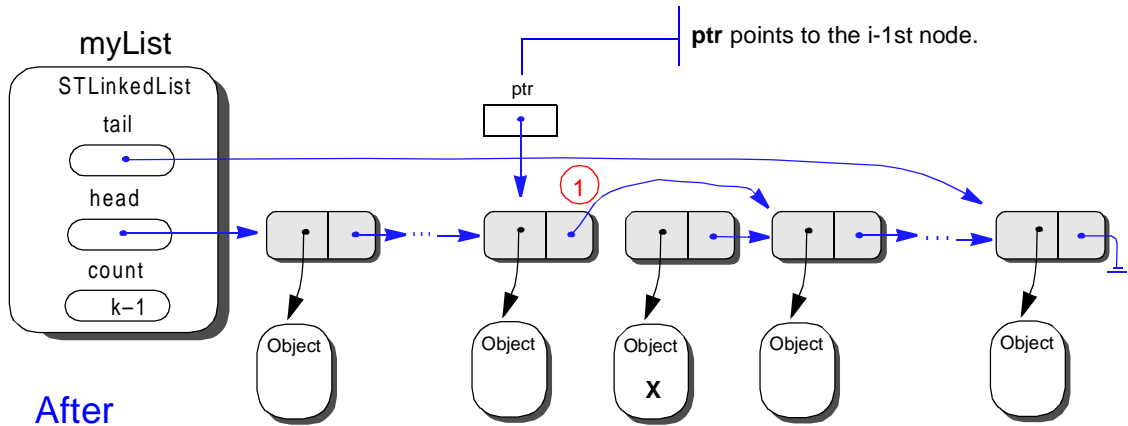 ptr points to the i-1st node.
myList
STLinkedList
tail
head
count
k–1
ptr
1
Object
Object
Object
X
Object
Object
After